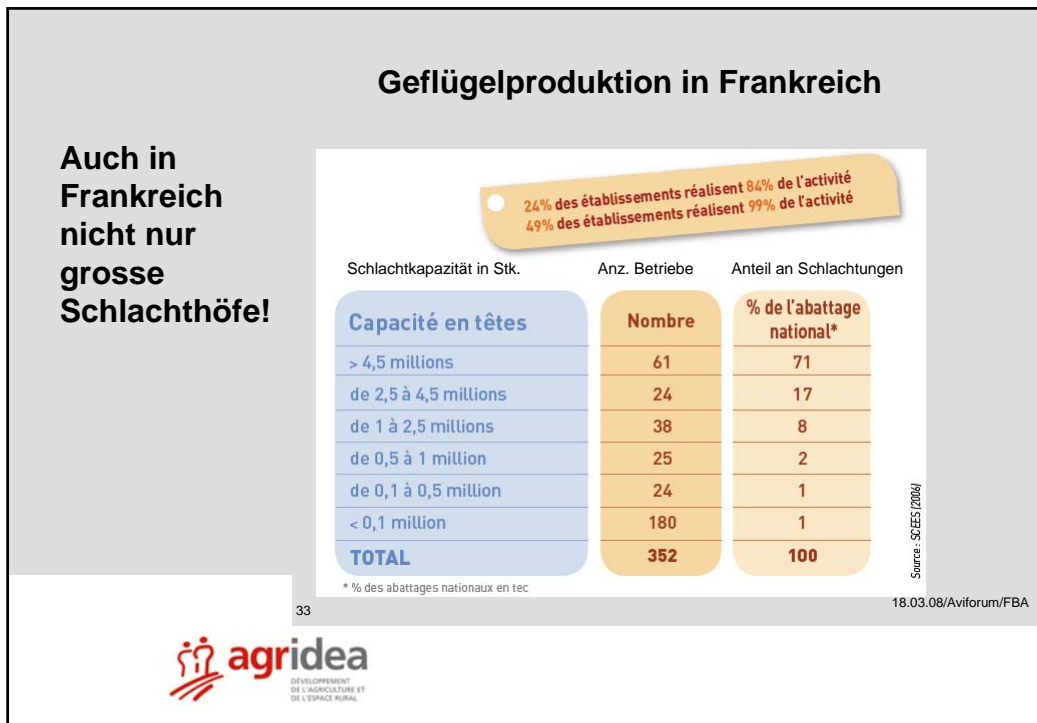 Geflügelproduktion in Frankreich
Auch in
Frankreich
nicht nur
grosse
Schlachthöfe!
24% des établissements réalisent 84% de l'activité
49% des établissements réalisent 99% de l'activité
Schlachtkapazität in Stk. Anz. Betriebe Anteil an Schlachtungen
Capacité en têtes Nombre % de l'abattage
national*
> 4,5 millions 61 71
de 2,5 à 4,5 millions 24 17
de 1 à 2,5 millions 38 8
de 0,5 à 1 million 25 2
de 0,1 à 0,5 million 24 1
< 0,1 million 180 1
TOTAL 352 100
* % des abattages nationaux en tec
Source : SCEES (2006)
33
18.03.08/Aviforum/FBA
agridea
DÉVELOPPEMENT
DE L'AGRICULTURE ET
DE L'ESPACE RURAL